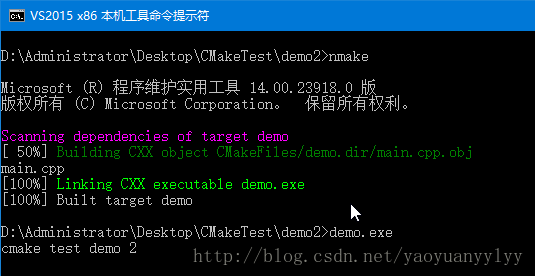 VS2015 x86 本机工具命令提示符
D:\Administrator\Desktop\CMakeTest\demo2>nmake
Microsoft (R) 程序维护实用工具 14.00.23918.0 版
版权所有 (C) Microsoft Corporation。 保留所有权利。
Scanning dependencies of target demo
[ 50%] Building CXX object CMakeFiles/demo.dir/main.cpp.obj
main.cpp
[100%] Linking CXX executable demo.exe
[100%] Built target demo
D:\Administrator\Desktop\CMakeTest\demo2>demo.exe
cmake test demo 2
http://blog.csdn.net/yaoyuanyylyy